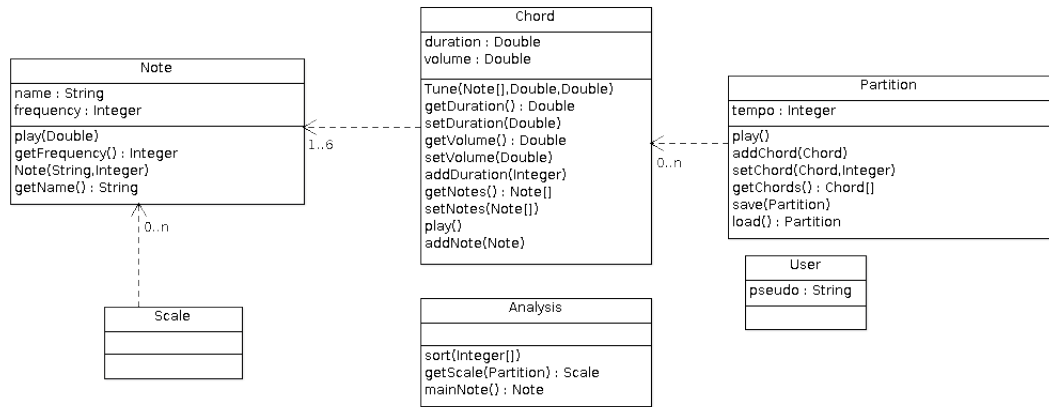 Note
name : String
frequency : Integer
play(Double)
getFrequency() : Integer
Note(String,Integer)
getName() : String
0..n
Scale
1..6
Chord
duration : Double
volume : Double
Tune(Note[],Double,Double)
getDuration() : Double
setDuration(Double)
getVolume() : Double
setVolume(Double)
addDuration(Integer)
getNotes() : Note[]
setNotes(Note[])
play()
addNote(Note)
Analysis
sort(Integer[])
getScale(Partition) : Scale
mainNote() : Note
0..n
Partition
tempo : Integer
play()
addChord(Chord)
setChord(Chord,Integer)
getChords() : Chord[]
save(Partition)
load() : Partition
User
pseudo : String